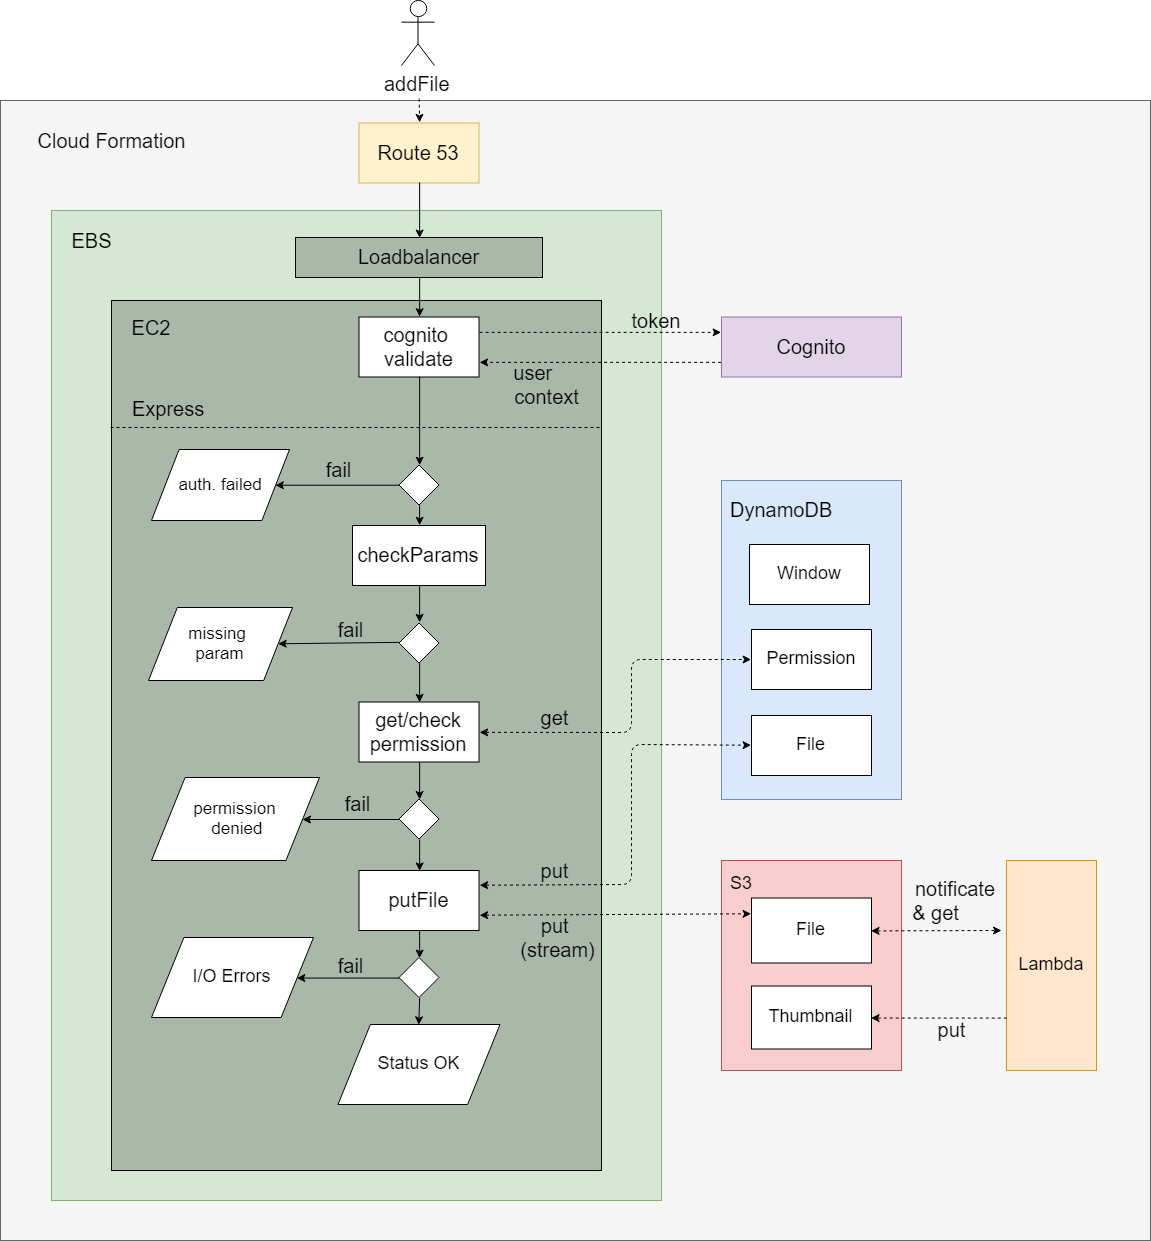 addFile
Cloud Formation
Route 53
EBS
Loadbalancer
EC2
cognito
validate
token
Cognito
user
context
Express
fail
auth. failed
DynamoDB
checkParams
Window
missing
param
fail
Permission
get/check
permission
get
File
permission
denied
fail
putFile
put
S3
notificate
& get
File
put
(stream)
Lambda
I/O Errors
fail
Thumbnail
put
Status OK